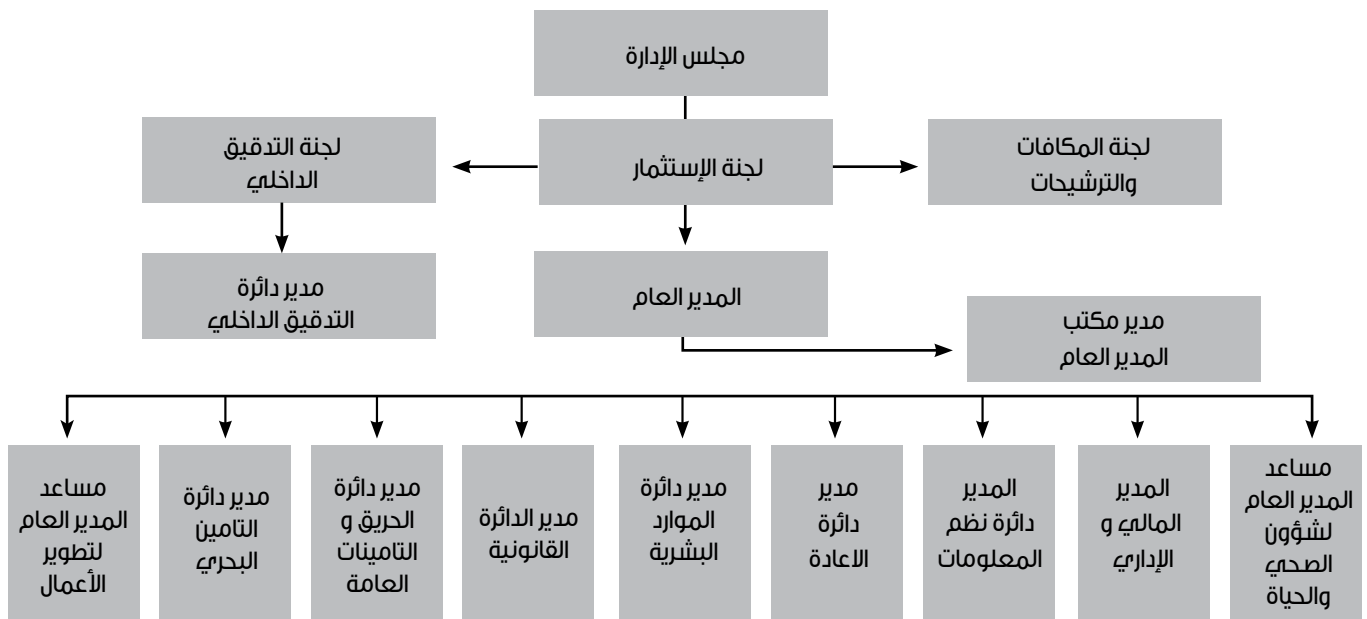 مجلس الإدارة
لجنة المكافات
والترشيحات
لجنة الإستثمار
لجنة التدقيق
الداخلي
المدير العام
مدير دائرة
التدقيق الداخلي
مدير مكتب
المدير العام
مساعد
المدير العام
لشؤون
الصحي
والحياة
المدير
المالي و
الإداري
المدير
دائرة نظم
المعلومات
مدير
دائرة
الاعادة
مدير دائرة
الموارد
البشرية
مدير الدائرة
القانونية
مدير دائرة
الحريق و
التامينات
العامة
مدير دائرة
التامين
البحري
مساعد
المدير العام
لتطوير
الأعمال